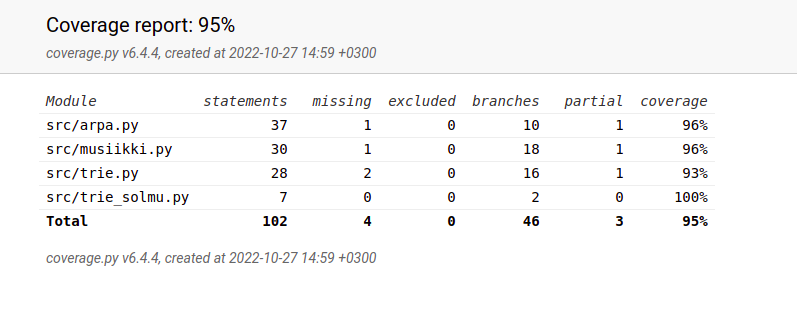 Coverage report: 95%
coverage.py v6.4.4, created at 2022-10-27 14:59 +0300
Module statements missing excluded branches partial coverage
src/arpa.py 37 1 0 10 1 96%
src/musiikki.py 30 1 0 18 1 96%
src/trie.py 28 2 0 16 1 93%
src/trie_solmu.py 7 0 0 2 0 100%
Total 102 4 0 46 3 95%
coverage.py v6.4.4, created at 2022-10-27 14:59 +0300